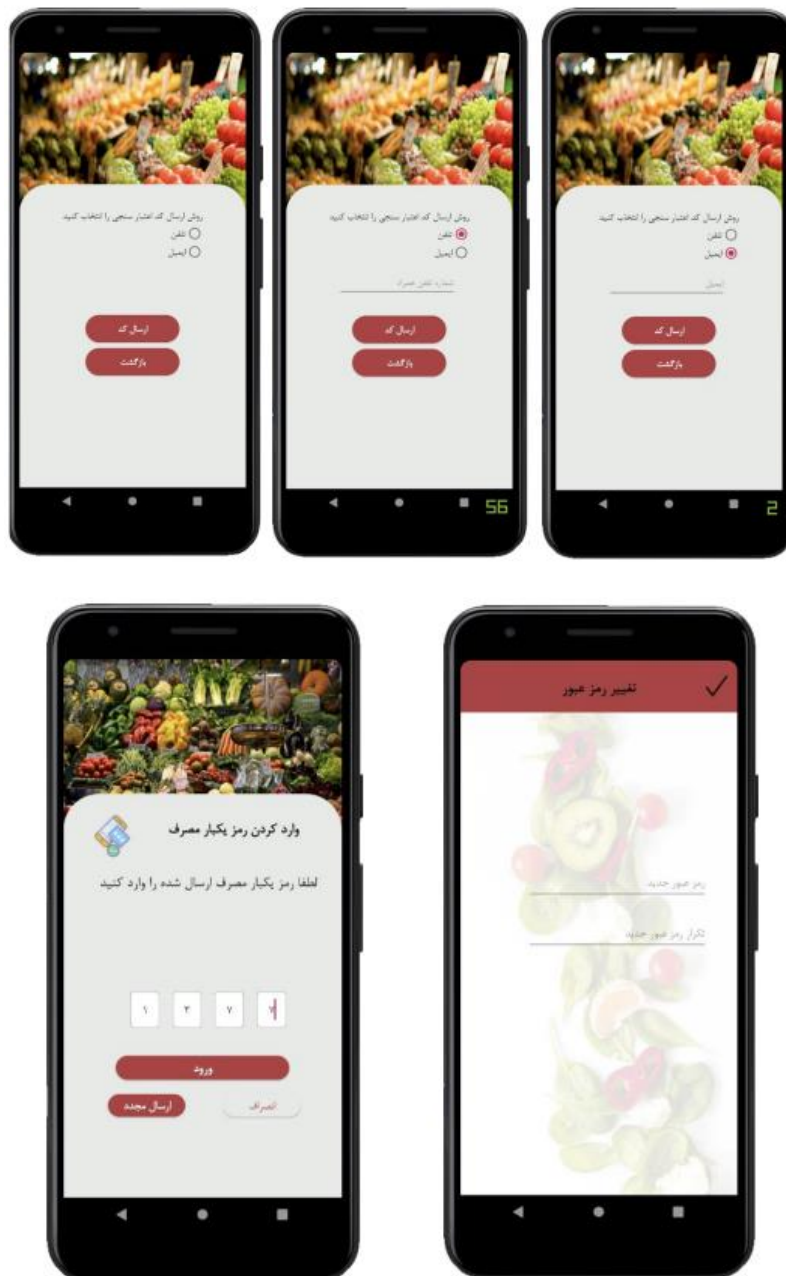 روش ارسال کد اعتبار سنجی را انتخاب کنید
تلفن
ایمیل
ارسال کد
بازگشت
روش ارسال کد اعتبار سنجی را انتخاب کنید
تلفن
ایمیل
شماره تلفن همراه
ارسال کد
بازگشت
56
روش ارسال کد اعتبار سنجی را انتخاب کنید
تلفن
ایمیل
ایمیل
ارسال کد
بازگشت
2
وارد کردن رمز یکبار مصرف
لطفا رمز یکبار مصرف ارسال شده را وارد کنید
۱ ۳ ۷ ۷
ورود
ارسال مجدد
انصراف
تغییر رمز عبور
رمز عبور جدید
تکرار رمز عبور جدید